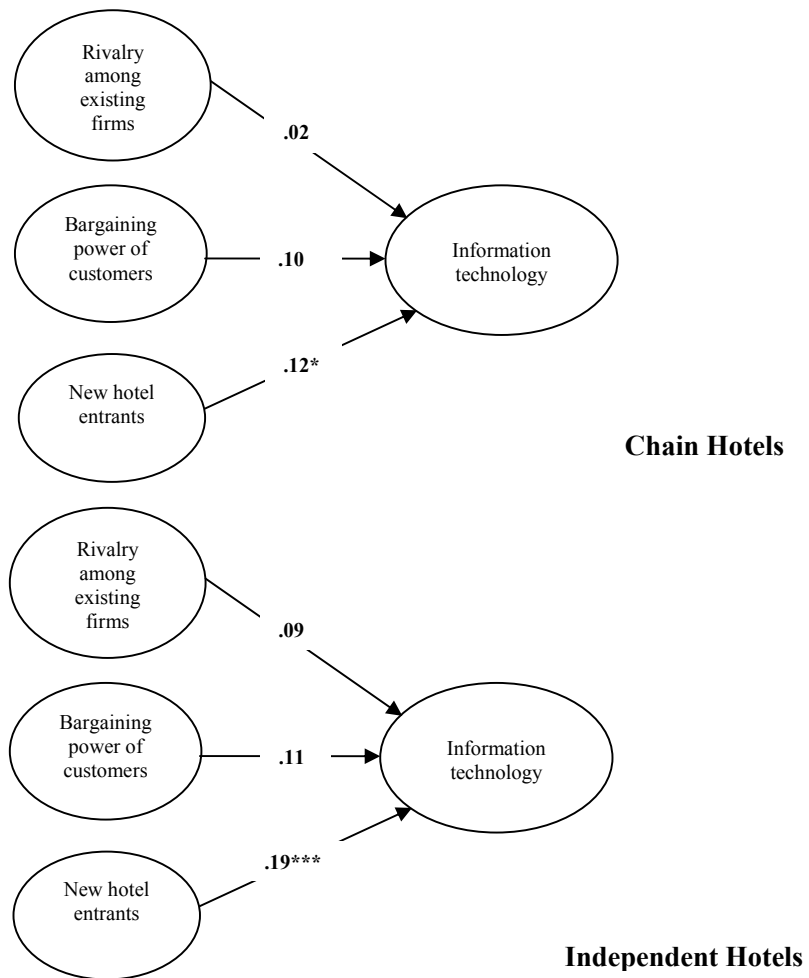 Rivalry
among
existing
firms
.02
Bargaining
power of
customers
.10
Information
technology
.12*
New hotel
entrants
Chain Hotels
Rivalry
among
existing
firms
.09
Bargaining
power of
customers
.11
Information
technology
.19***
New hotel
entrants
Independent Hotels